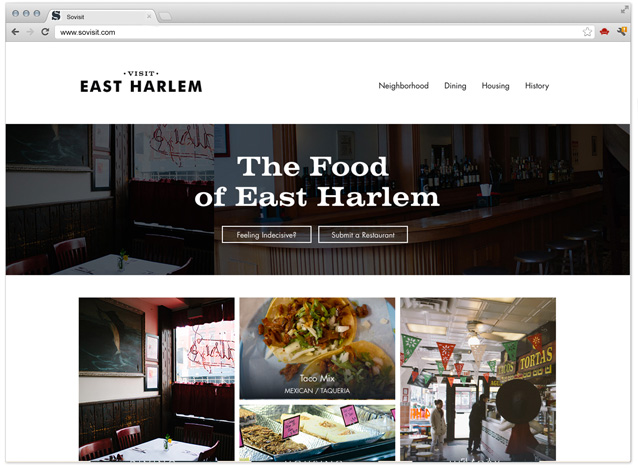 Sovisit
www.sovisit.com
· VISIT ·
EAST HARLEM
Neighborhood Dining Housing History
The Food
of East Harlem
Feeling Indecisive? Submit a Restaurant
Taco Mix
MEXICAN / TAQUERIA
TACOS
TORTAS